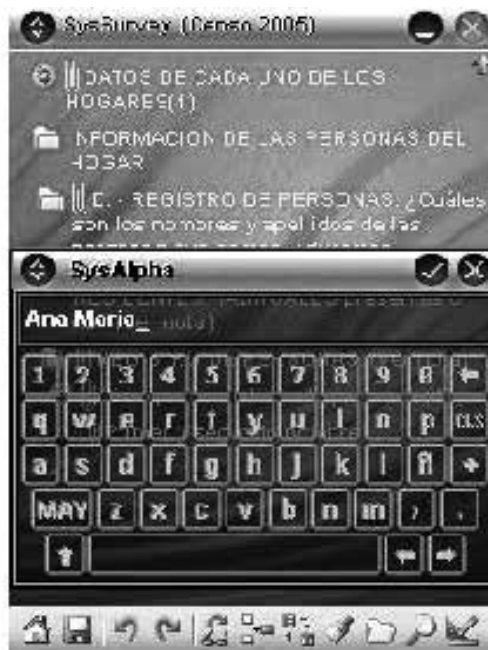 SysSurvey (Censo 2005)
DATOS DE CADA UNO DE LOS
HOGARES(1)
INFORMACION DE LAS PERSONAS DEL
HOGAR
- REGISTRO DE PERSONAS. ¿Cuáles
son los nombres y apellidos de las
SysAlpha
Ana Maria_
1 2 3 4 5 6 7 8 9
q w e r t y u i p CLS
a s d f g h j k l ñ
MAY z x c v b n m